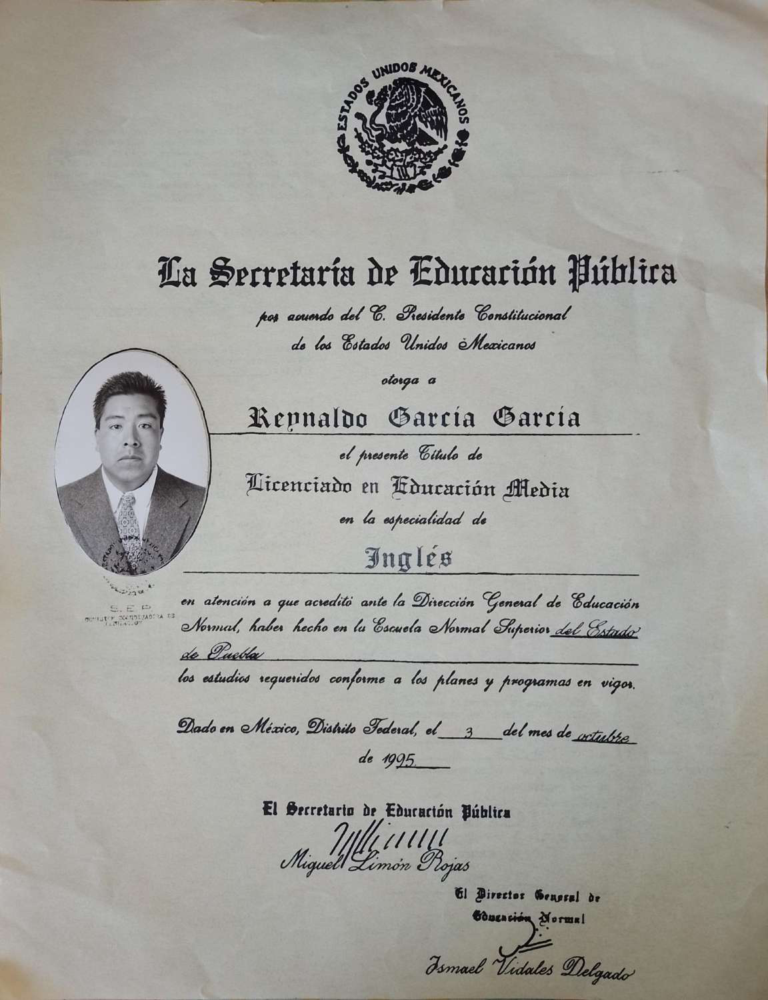 ESTADOS UNIDOS MEXICANOS
La Secretaría de Educación Pública
por acuerdo del C. Presidente Constitucional
de los Estados Unidos Mexicanos
otorga a
Reynaldo García García
el presente Título de
Licenciado en Educación Media
en la especialidad de
Inglés
en atención a que acreditó ante la Dirección General de Educación
Normal, haber hecho en la Escuela Normal Superior del Estado
de Puebla
los estudios requeridos conforme a los planes y programas en vigor.
S. E. P.
Dado en México, Distrito Federal, el 3 del mes de octubre
de 1995.
El Secretario de Educación Pública
Miguel Limón Rojas
El Director General de
Educación Normal
Ismael Vidales Delgado